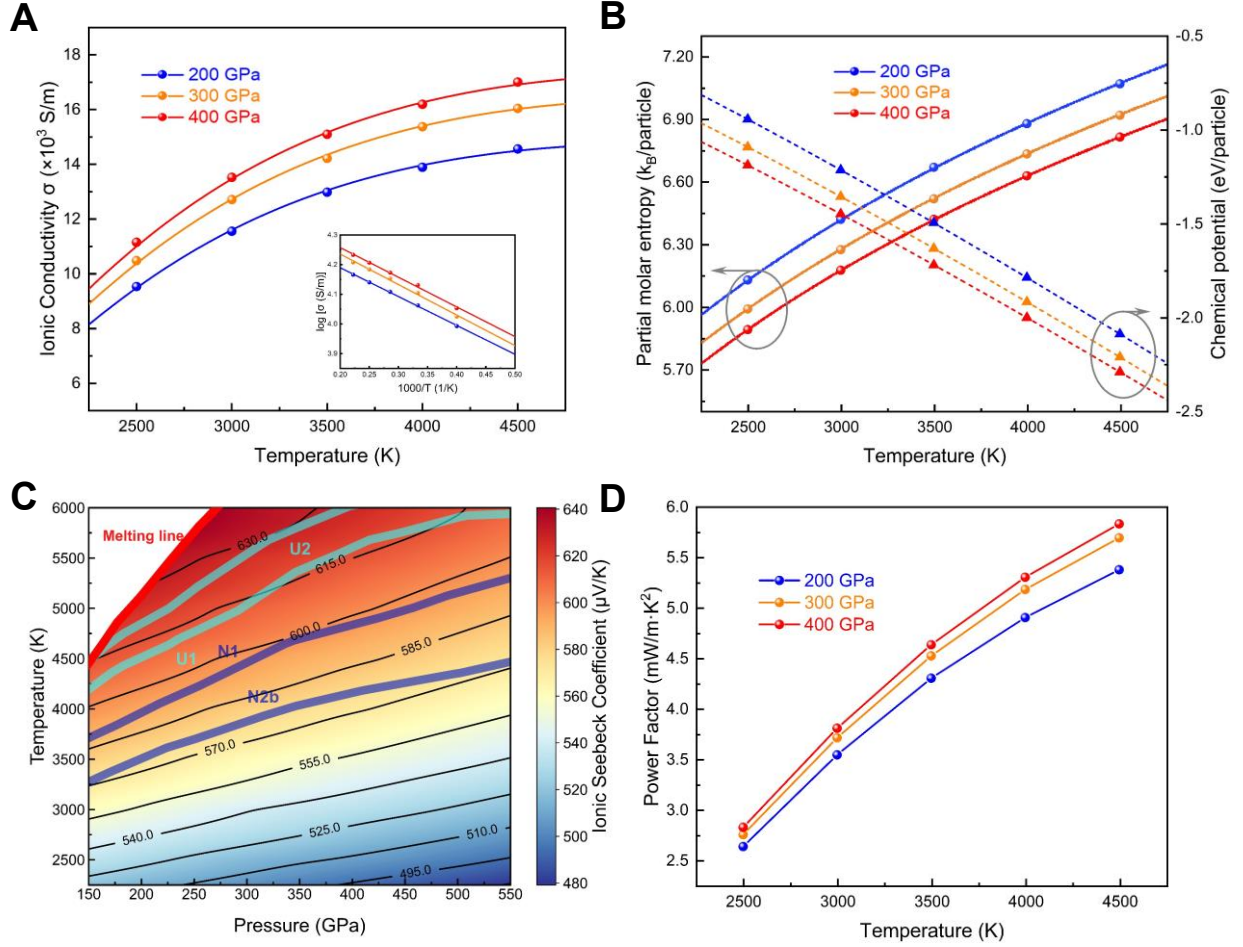 A
Ionic Conductivity σ (×10³ S/m)
18
16
14
12
10
8
6
200 GPa
300 GPa
400 GPa
log [σ (S/m)]
4.3
4.2
4.1
4.0
3.9
0.20 0.25 0.30 0.35 0.40 0.45 0.50
1000/T (1/K)
2500 3000 3500 4000 4500
Temperature (K)
B
Partial molar entropy (k_B/particle)
7.20
6.90
6.60
6.30
6.00
5.70
200 GPa
300 GPa
400 GPa
-0.5
-1.0
-1.5
-2.0
-2.5
Chemical potential (eV/particle)
2500 3000 3500 4000 4500
Temperature (K)
C
Temperature (K)
6000
5500
5000
4500
4000
3500
3000
2500
Melting line
630.0
U2
615.0
600.0
N1
U1
585.0
N2b
570.0
555.0
540.0
525.0
510.0
495.0
150 200 250 300 350 400 450 500 550
Pressure (GPa)
640
620
600
580
560
540
520
500
480
Ionic Seebeck Coefficient (μV/K)
D
Power Factor (mW/m·K²)
6.0
5.5
5.0
4.5
4.0
3.5
3.0
2.5
200 GPa
300 GPa
400 GPa
2500 3000 3500 4000 4500
Temperature (K)